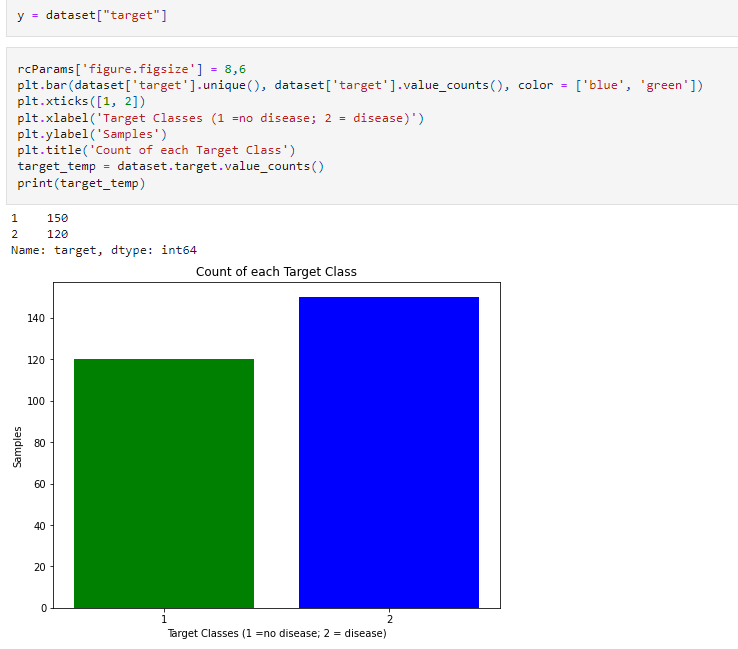 y = dataset["target"]
rcParams['figure.figsize'] = 8,6
plt.bar(dataset['target'].unique(), dataset['target'].value_counts(), color = ['blue', 'green'])
plt.xticks([1, 2])
plt.xlabel('Target Classes (1 =no disease; 2 = disease)')
plt.ylabel('Samples')
plt.title('Count of each Target Class')
target_temp = dataset.target.value_counts()
print(target_temp)
1    150
2    120
Name: target, dtype: int64
Count of each Target Class
140
120
100
80
60
40
20
0
Samples
1 2
Target Classes (1 =no disease; 2 = disease)